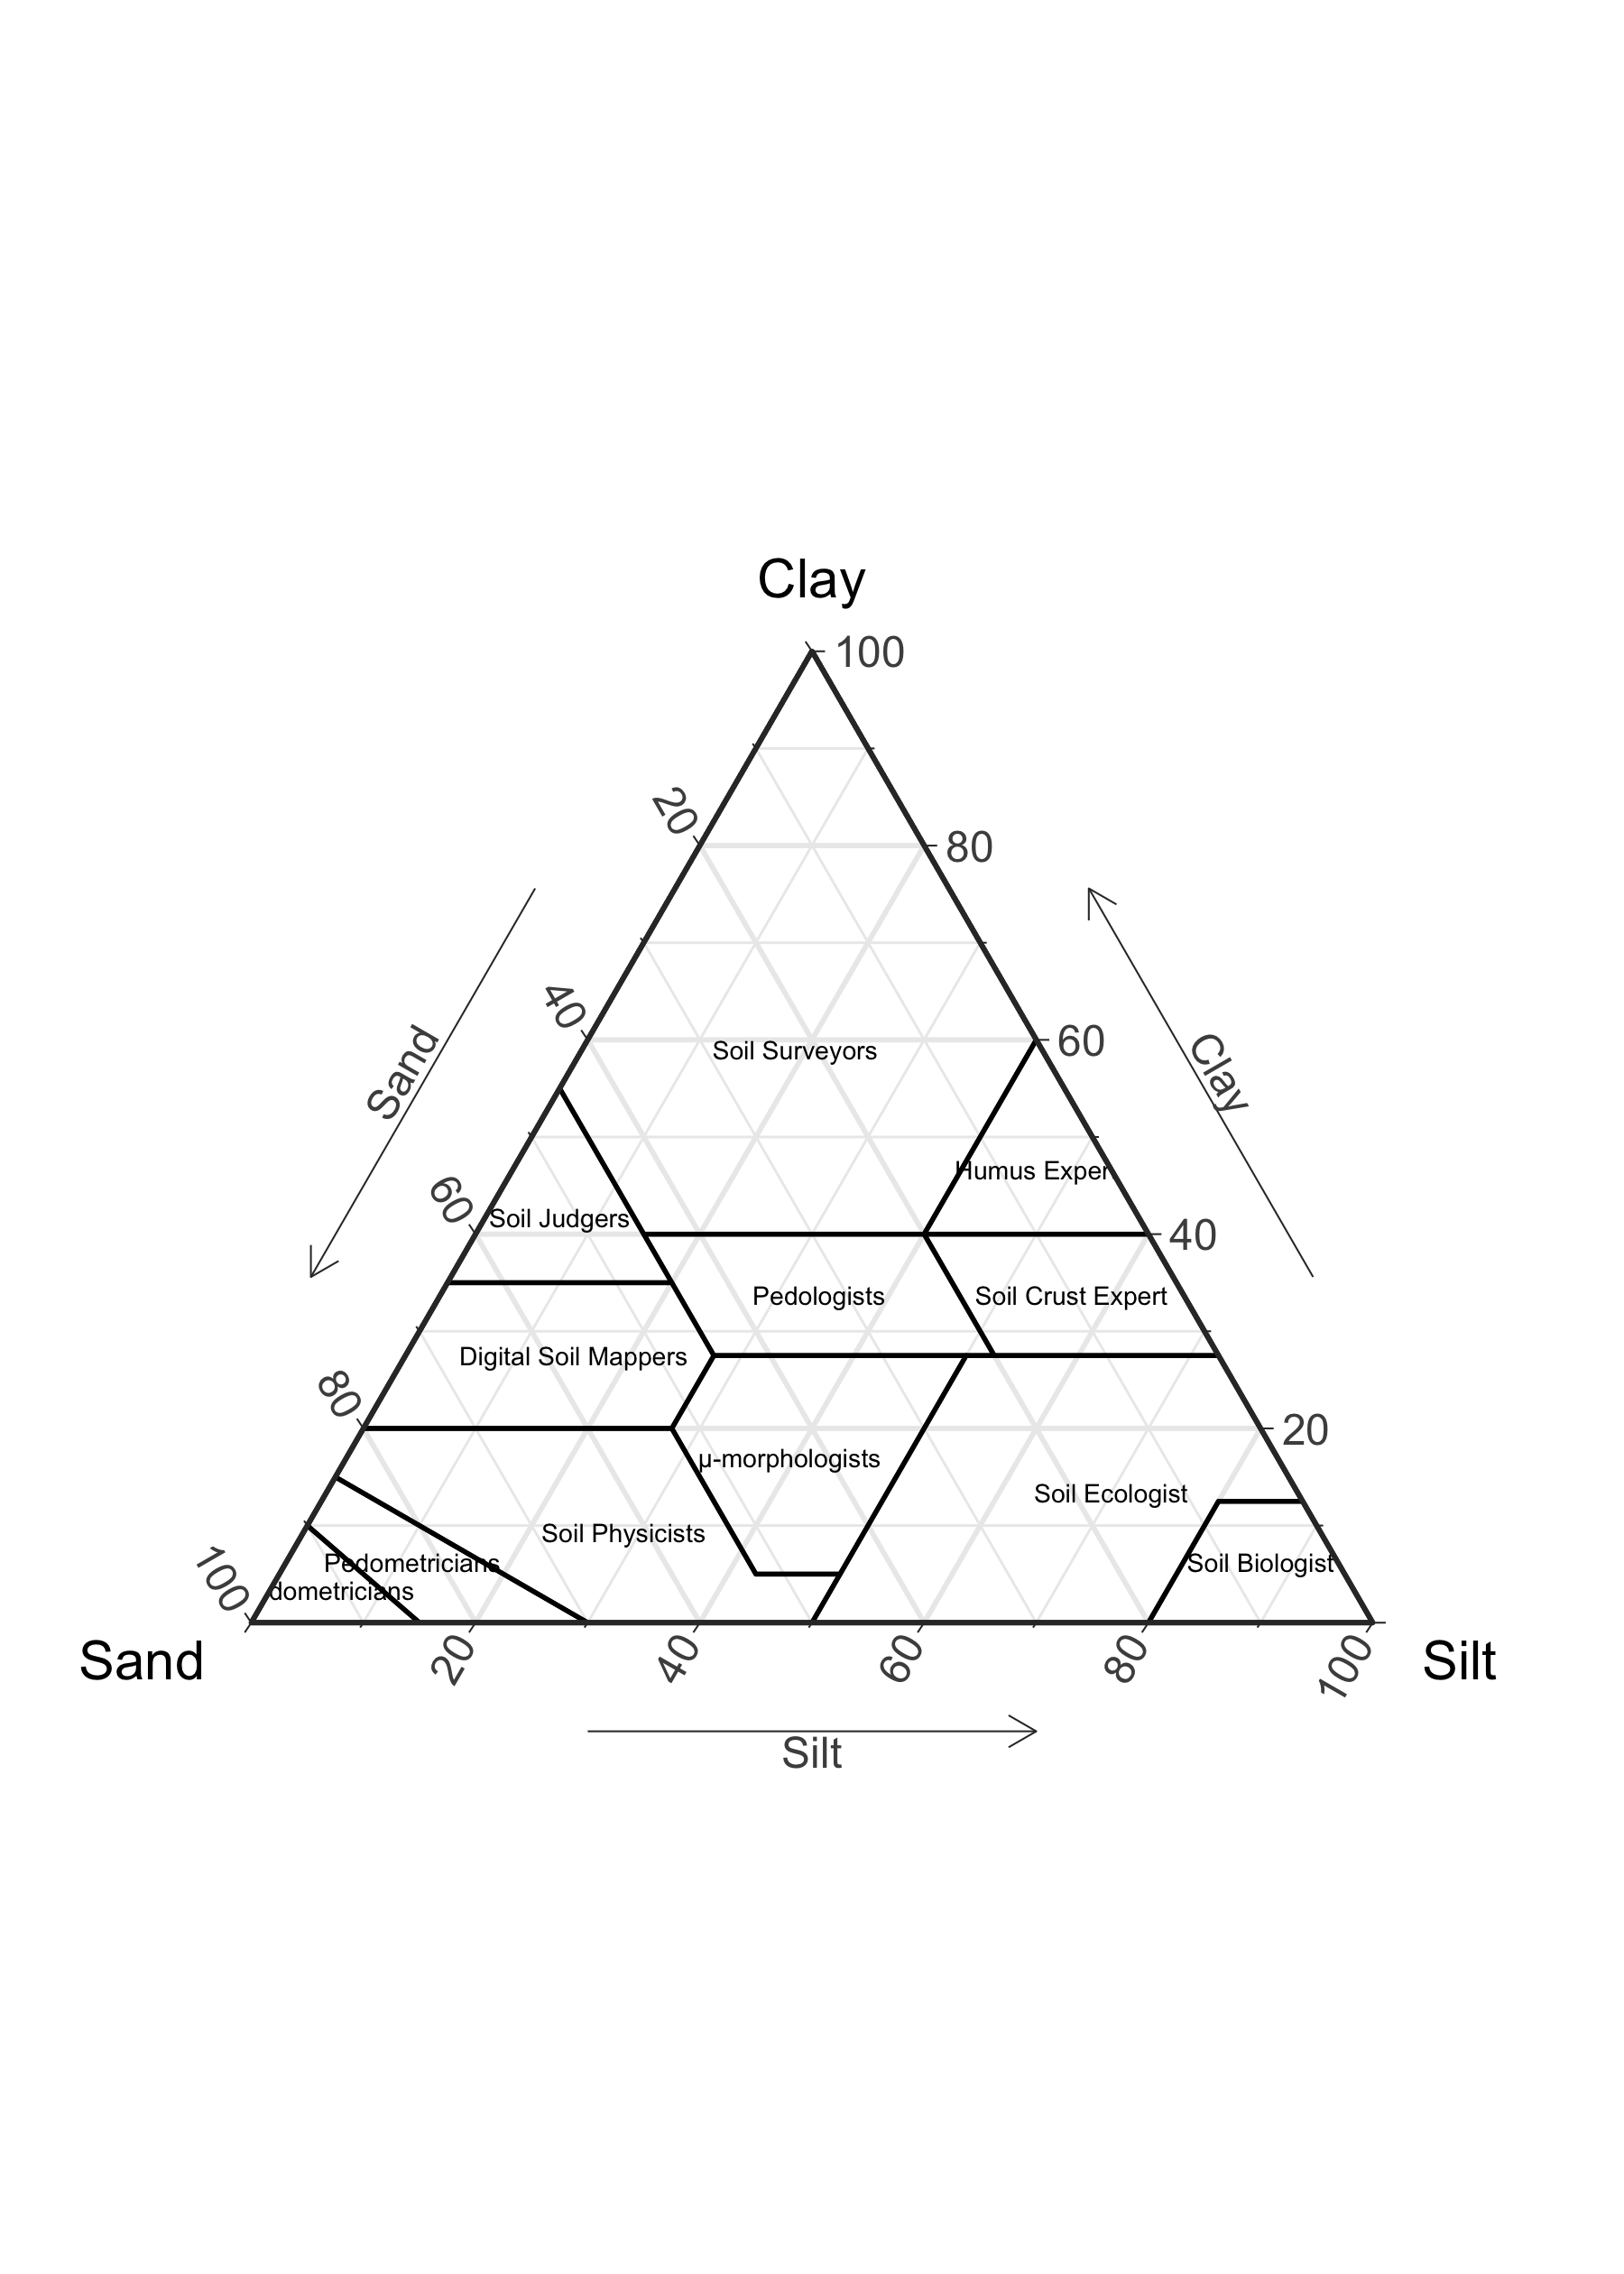 Clay
100
20
80
40
60
Sand
Clay
Soil Surveyors
Humus Exper
60
Soil Judgers
40
Pedologists
Soil Crust Expert
Digital Soil Mappers
80
20
µ-morphologists
Soil Ecologist
Soil Physicists
Pedometricians
Soil Biologist
100
dometricians
Sand
20
40
60
80
100
Silt
Silt